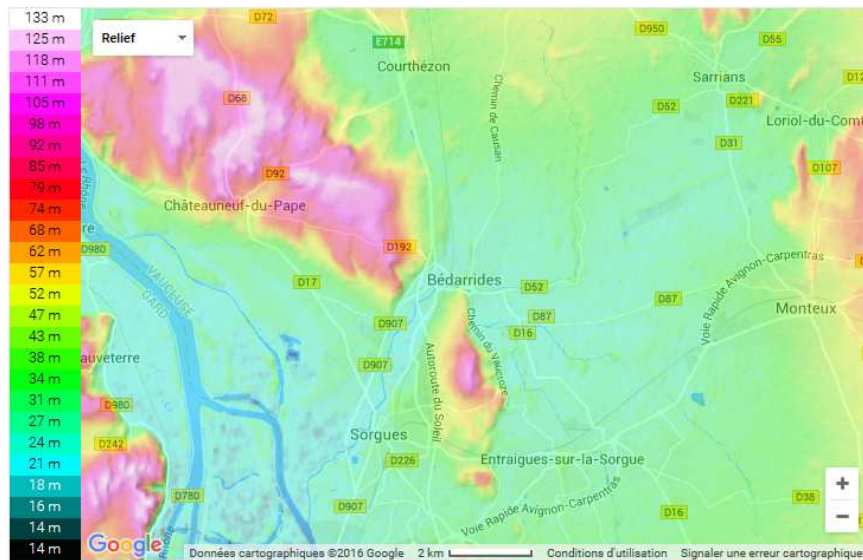 133 m
125 m
118 m
111 m
105 m
98 m
92 m
85 m
79 m
74 m
68 m
62 m
57 m
52 m
47 m
43 m
38 m
34 m
31 m
27 m
24 m
21 m
18 m
16 m
14 m
14 m
Relief
D72
E714
D950
D55
Courthézon
Sarrians
D68
Chemin de Causan
D52
D221
Loriol-du-Comt
D31
Le Rhône
D92
D107
Châteauneuf-du-Pape
D980
D192
VAUCLUSE
GARD
D17
Bédarrides
D52
Voie Rapide Avignon-Carpentras
D87
D87
Monteux
D907
Chemin du Vaucroze
D16
auveterre
D907
Autoroute du Soleil
D980
Sorgues
D242
D226
Entraigues-sur-la-Sorgue
D780
D907
Voie Rapide Avignon-Carpentras
D16
D38
+
−
Google
Données cartographiques ©2016 Google 2 km Conditions d'utilisation Signaler une erreur cartographique